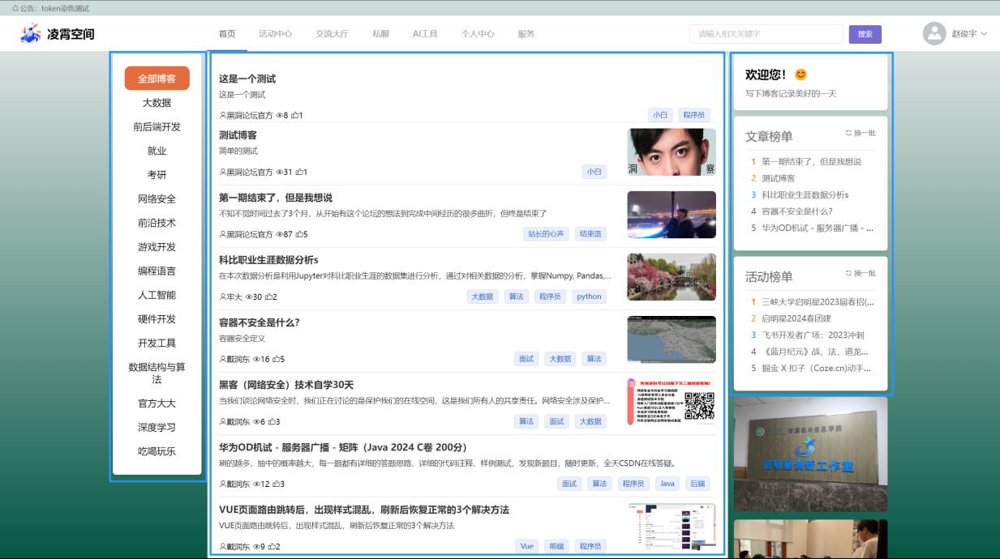 公告：token染色测试
凌霄空间
首页 活动中心 交流大厅 私聊 AI工具 个人中心 服务
请输入相关关键字 搜索
赵俊宇
全部博客
大数据
前后端开发
就业
考研
网络安全
前沿技术
游戏开发
编程语言
人工智能
硬件开发
开发工具
数据结构与算
法
官方大大
深度学习
吃喝玩乐
这是一个测试
这是一个测试
黑洞论坛官方 8 1 小白 程序员
测试博客
简单的测试
黑洞论坛官方 31 1 小白
洞 察
第一期结束了，但是我想说
不知不觉时间过去了3个月，从开始有这个论坛的想法到完成中间经历的很多曲折，但终是结束了
黑洞论坛官方 87 5 站长的心声 结束语
科比职业生涯数据分析s
在本次数据分析是利用Jupyter对科比职业生涯的数据集进行分析，通过对相关数据的分析，掌握Numpy, Pandas,...
牢大 30 2 大数据 算法 程序员 python
容器不安全是什么?
容器安全定义
戴润东 16 5 面试 大数据 算法
黑客（网络安全）技术自学30天
当我们谈论网络安全时，我们正在讨论的是保护我们的在线空间，这是我们所有人的共享责任。网络安全涉及保护...
戴润东 6 3 算法 面试 大数据
华为OD机试 - 服务器广播 - 矩阵（Java 2024 C卷 200分）
刷的越多，抽中的概率越大，每一题都有详细的答题思路、详细的代码注释、样例测试，发现新题目，随时更新，全天CSDN在线答疑。
戴润东 12 3 面试 算法 程序员 Java 后端
VUE页面路由跳转后，出现样式混乱，刷新后恢复正常的3个解决方法
VUE页面路由跳转后，出现样式混乱，刷新后恢复正常的3个解决方法
戴润东 9 2 Vue 前端 程序员
欢迎您！
写下博客记录美好的一天
文章榜单 换一批
1 第一期结束了，但是我想说
2 测试博客
3 科比职业生涯数据分析s
4 容器不安全是什么?
5 华为OD机试 - 服务器广播 - ...
活动榜单 换一批
1 三峡大学启明星2023届春招(...
2 启明星2024春团建
3 飞书开发者广场：2023冲刺
4 《蓝月纪元》战，法，道龙...
5 掘金 X 扣子（Coze.cn)动手...
计算机与信息学院
启明星创新工作室